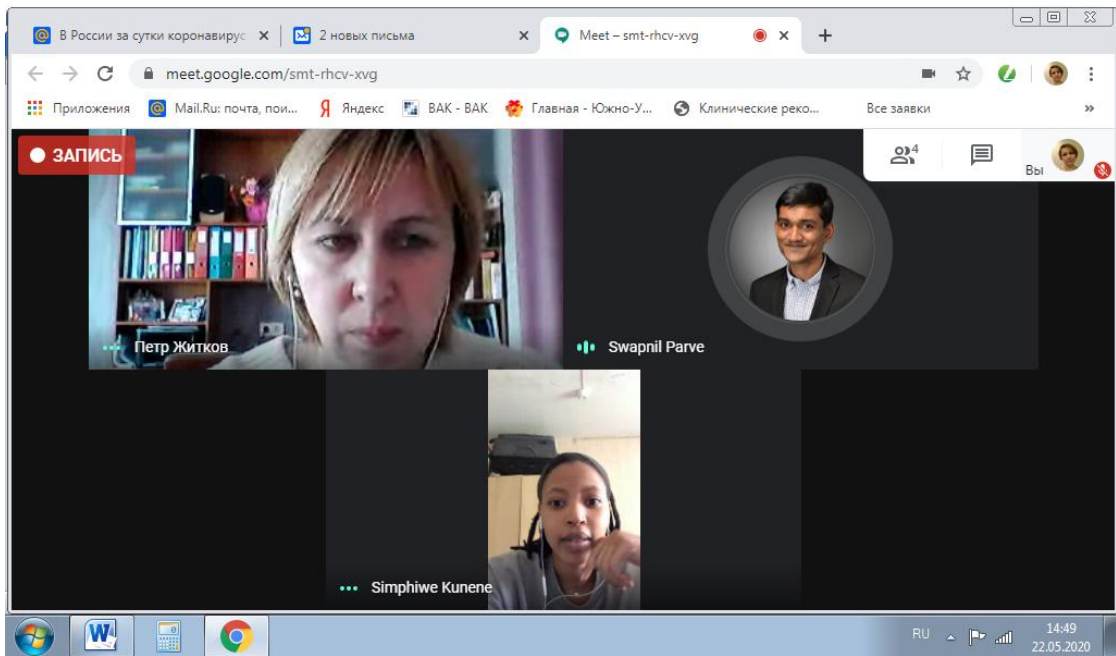 В России за сутки коронавирус
2 новых письма
Meet – smt-rhcv-xvg
meet.google.com/smt-rhcv-xvg
Приложения
Mail.Ru: почта, пои...
Яндекс
ВАК - ВАК
Главная - Южно-У...
Клинические реко...
Все заявки
»
ЗАПИСЬ
4
Вы
Петр Житков
Swapnil Parve
Simphiwe Kunene
RU
14:49
22.05.2020